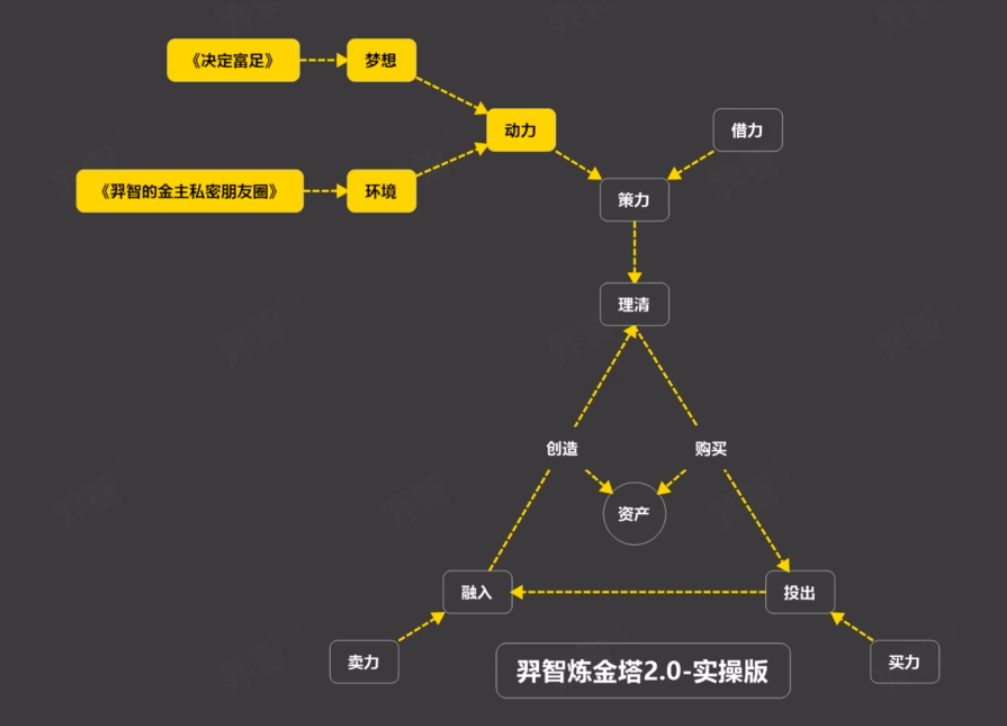 《决定富足》
梦想
动力
借力
《羿智的金主私密朋友圈》
环境
策力
理清
创造
购买
资产
融入
投出
卖力
买力
羿智炼金塔2.0-实操版